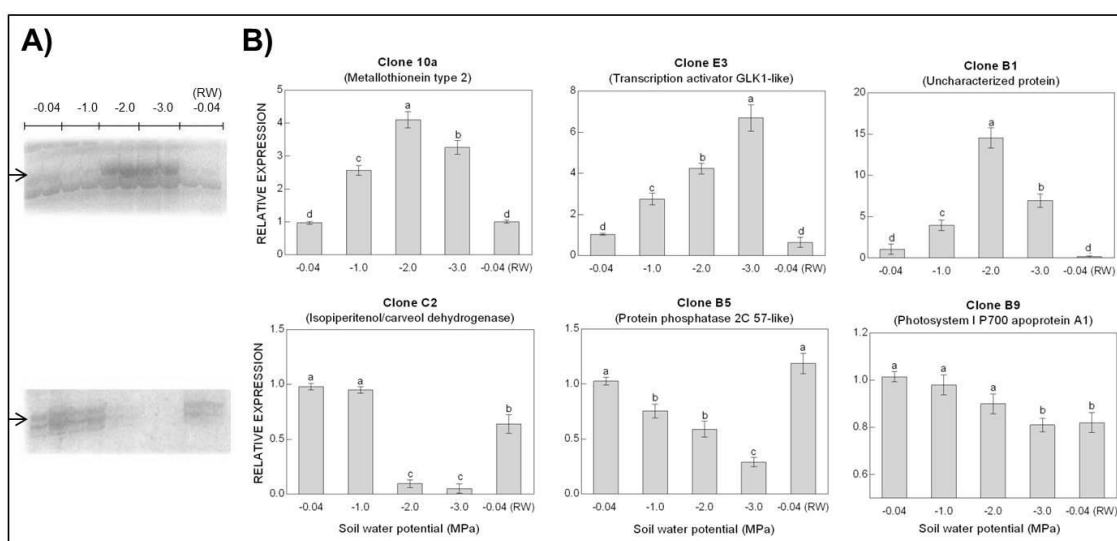 A)
(RW)
-0.04 -1.0 -2.0 -3.0 -0.04
B)
Clone 10a
(Metallothionein type 2)
RELATIVE EXPRESSION
5
4
3
2
1
0
d c a b d
-0.04 -1.0 -2.0 -3.0 -0.04 (RW)
Clone E3
(Transcription activator GLK1-like)
8
6
4
2
0
d c b a d
-0.04 -1.0 -2.0 -3.0 -0.04 (RW)
Clone B1
(Uncharacterized protein)
20
15
10
5
0
d c a b d
-0.04 -1.0 -2.0 -3.0 -0.04 (RW)
Clone C2
(Isopiperitenol/carveol dehydrogenase)
RELATIVE EXPRESSION
1.5
1.0
0.5
0.0
a a c c b
-0.04 -1.0 -2.0 -3.0 -0.04 (RW)
Soil water potential (MPa)
Clone B5
(Protein phosphatase 2C 57-like)
1.5
1.0
0.5
0.0
a b b c a
-0.04 -1.0 -2.0 -3.0 -0.04 (RW)
Soil water potential (MPa)
Clone B9
(Photosystem I P700 apoprotein A1)
1.2
1.0
0.8
0.6
a a a b b
-0.04 -1.0 -2.0 -3.0 -0.04 (RW)
Soil water potential (MPa)